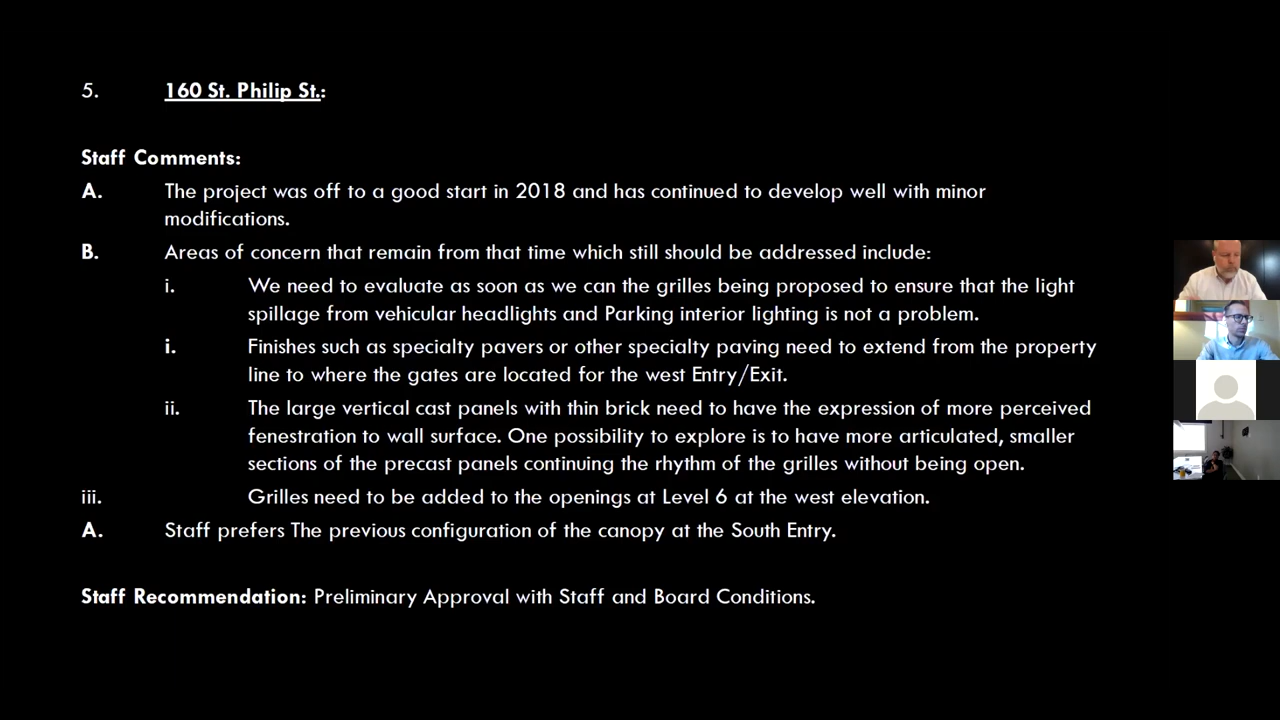 5. 160 St. Philip St.:
Staff Comments:
A. The project was off to a good start in 2018 and has continued to develop well with minor
modifications.
B. Areas of concern that remain from that time which still should be addressed include:
i. We need to evaluate as soon as we can the grilles being proposed to ensure that the light
spillage from vehicular headlights and Parking interior lighting is not a problem.
i. Finishes such as specialty pavers or other specialty paving need to extend from the property
line to where the gates are located for the west Entry/Exit.
ii. The large vertical cast panels with thin brick need to have the expression of more perceived
fenestration to wall surface. One possibility to explore is to have more articulated, smaller
sections of the precast panels continuing the rhythm of the grilles without being open.
iii. Grilles need to be added to the openings at Level 6 at the west elevation.
A. Staff prefers The previous configuration of the canopy at the South Entry.
Staff Recommendation: Preliminary Approval with Staff and Board Conditions.